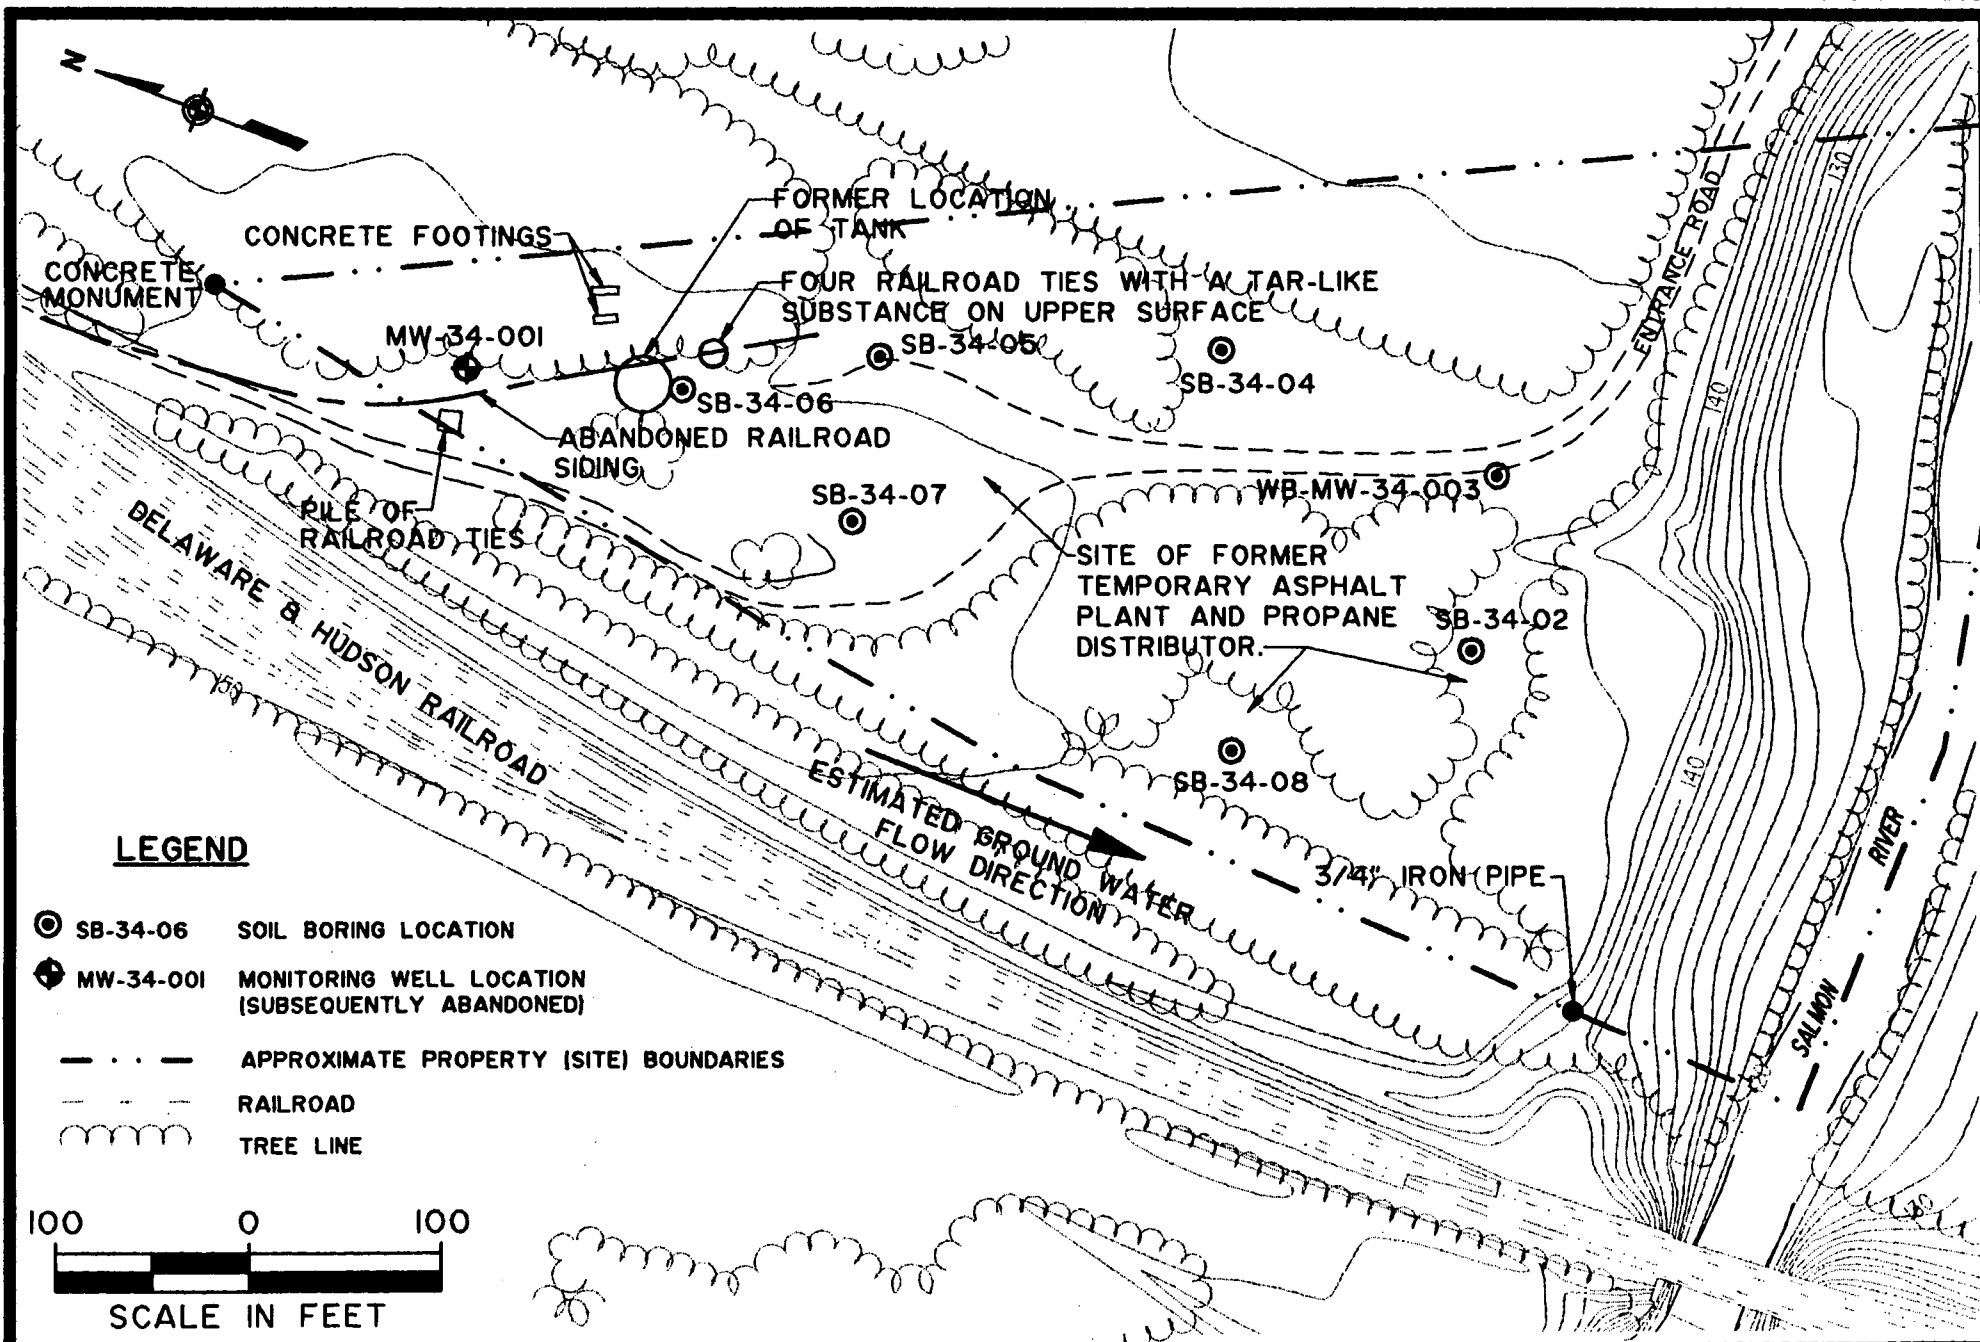 N
FORMER LOCATION
OF TANK
CONCRETE FOOTINGS
CONCRETE
MONUMENT
FOUR RAILROAD TIES WITH A TAR-LIKE
SUBSTANCE ON UPPER SURFACE
MW-34-001
SB-34-05
SB-34-04
SB-34-06
ENTRANCE ROAD
130
140
ABANDONED RAILROAD
SIDING
SB-34-07
WB-MW-34-003
PILE OF
RAILROAD TIES
SITE OF FORMER
TEMPORARY ASPHALT
PLANT AND PROPANE
DISTRIBUTOR.
SB-34-02
DELAWARE & HUDSON RAILROAD
150
140
SB-34-08
ESTIMATED GROUND WATER
FLOW DIRECTION
3/4" IRON PIPE
SALMON RIVER
LEGEND
SB-34-06 SOIL BORING LOCATION
MW-34-001 MONITORING WELL LOCATION
(SUBSEQUENTLY ABANDONED)
APPROXIMATE PROPERTY (SITE) BOUNDARIES
RAILROAD
TREE LINE
100 0 100
SCALE IN FEET